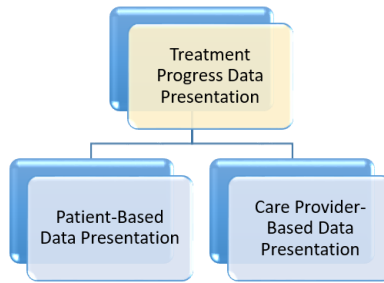 Treatment
Progress Data
Presentation
Patient-Based
Data Presentation
Care Provider-
Based Data
Presentation